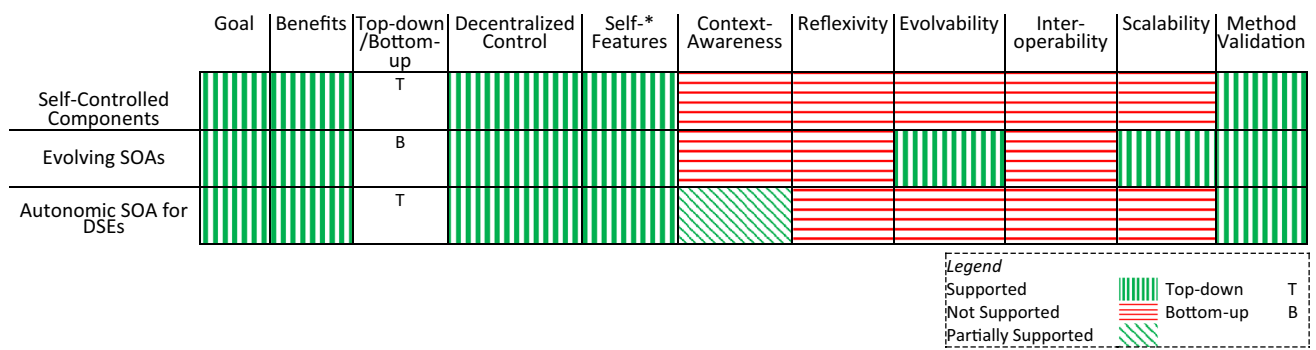 Goal Benefits Top-down Decentralized Self-* Context- Reflexivity Evolvability Inter- Scalability Method
/Bottom- Control Features Awareness operability Validation
up
T
Self-Controlled
Components
B
Evolving SOAs
T
Autonomic SOA for
DSEs
Legend
Supported Top-down T
Not Supported Bottom-up B
Partially Supported